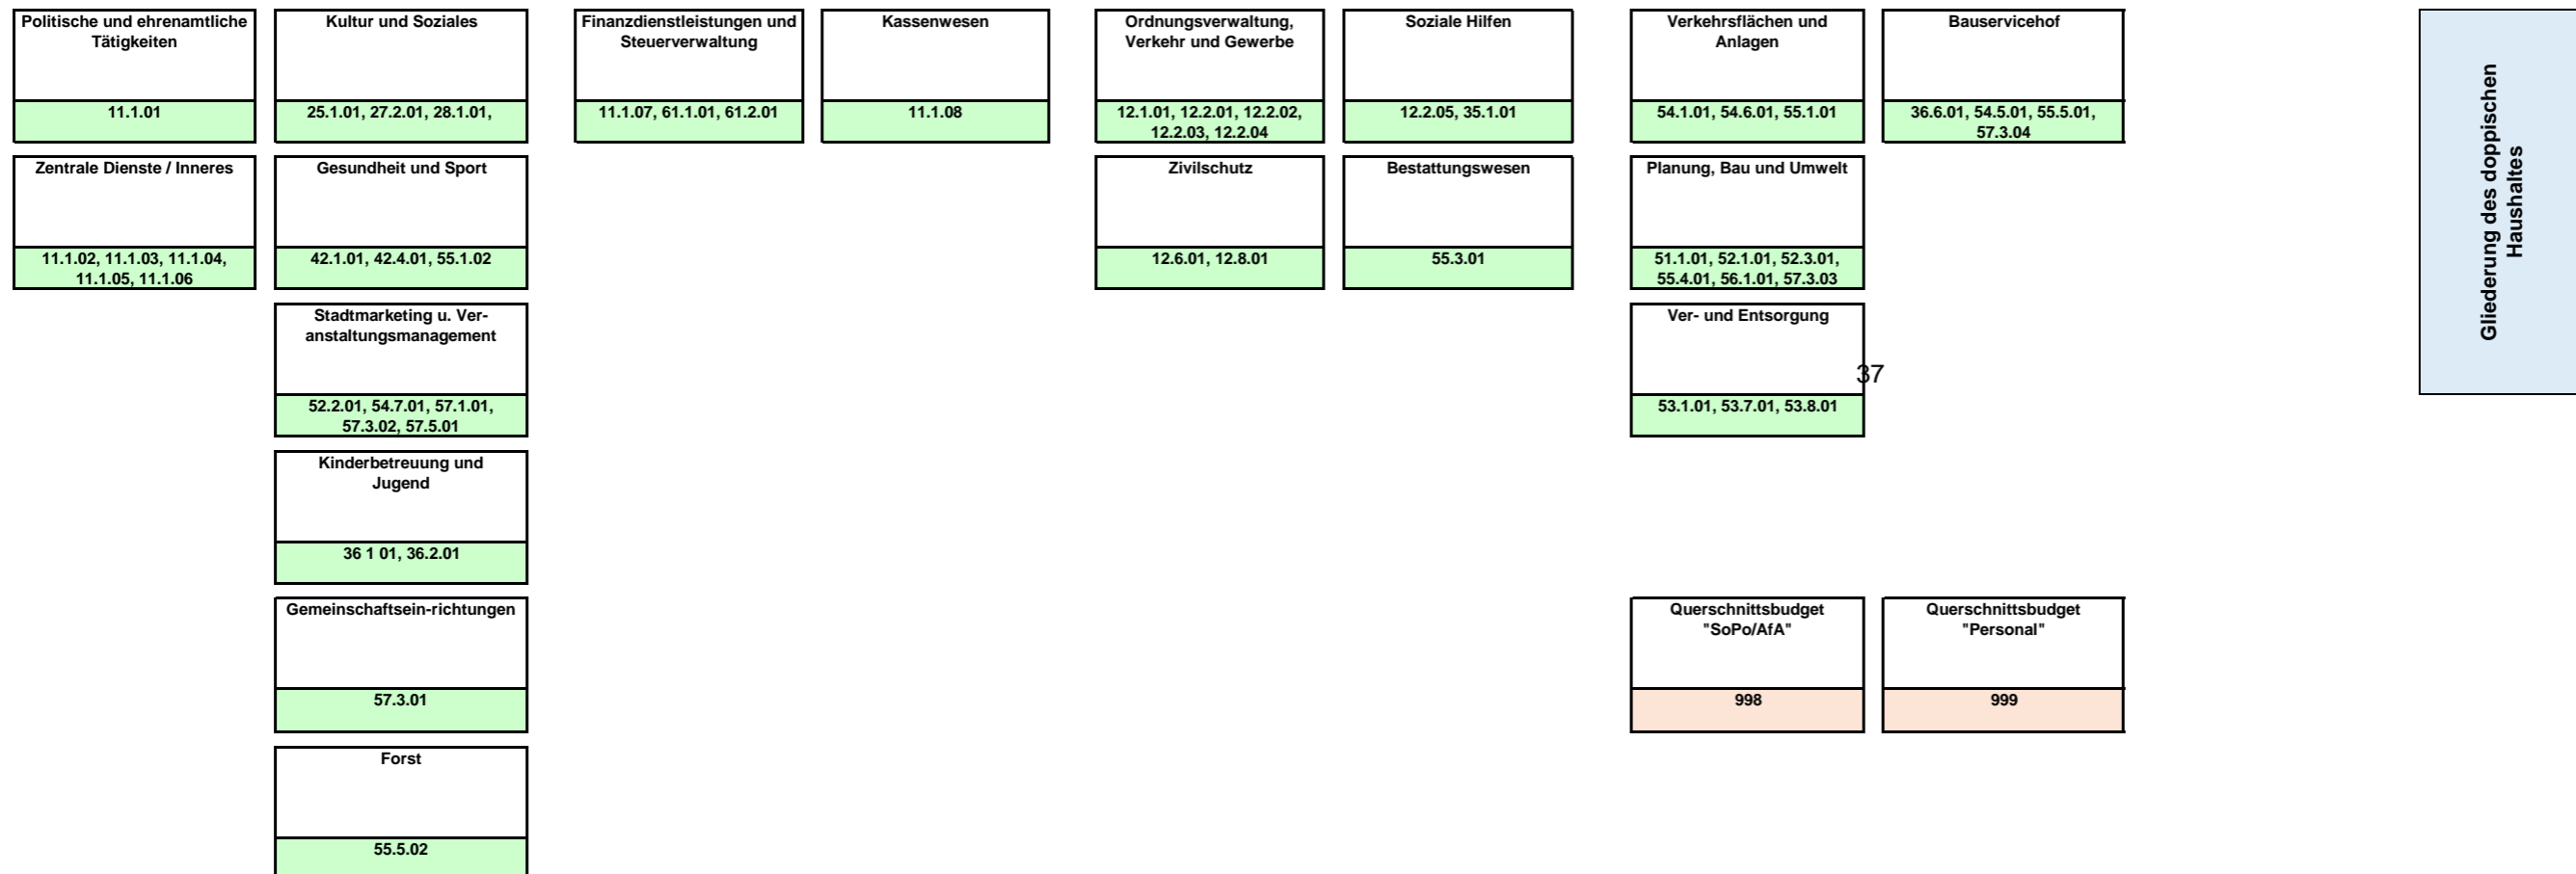 Politische und ehrenamtliche
Tätigkeiten
11.1.01
Kultur und Soziales
25.1.01, 27.2.01, 28.1.01,
Finanzdienstleistungen und
Steuerverwaltung
11.1.07, 61.1.01, 61.2.01
Kassenwesen
11.1.08
Ordnungsverwaltung,
Verkehr und Gewerbe
12.1.01, 12.2.01, 12.2.02,
12.2.03, 12.2.04
Soziale Hilfen
12.2.05, 35.1.01
Verkehrsflächen und
Anlagen
54.1.01, 54.6.01, 55.1.01
Bauservicehof
36.6.01, 54.5.01, 55.5.01,
57.3.04
Zentrale Dienste / Inneres
11.1.02, 11.1.03, 11.1.04,
11.1.05, 11.1.06
Gesundheit und Sport
42.1.01, 42.4.01, 55.1.02
Zivilschutz
12.6.01, 12.8.01
Bestattungswesen
55.3.01
Planung, Bau und Umwelt
51.1.01, 52.1.01, 52.3.01,
55.4.01, 56.1.01, 57.3.03
Stadtmarketing u. Ver-
anstaltungsmanagement
52.2.01, 54.7.01, 57.1.01,
57.3.02, 57.5.01
Ver- und Entsorgung
53.1.01, 53.7.01, 53.8.01
37
Kinderbetreuung und
Jugend
36 1 01, 36.2.01
Gemeinschaftsein-richtungen
57.3.01
Querschnittsbudget
"SoPo/AfA"
998
Querschnittsbudget
"Personal"
999
Forst
55.5.02
Gliederung des doppischen
Haushaltes